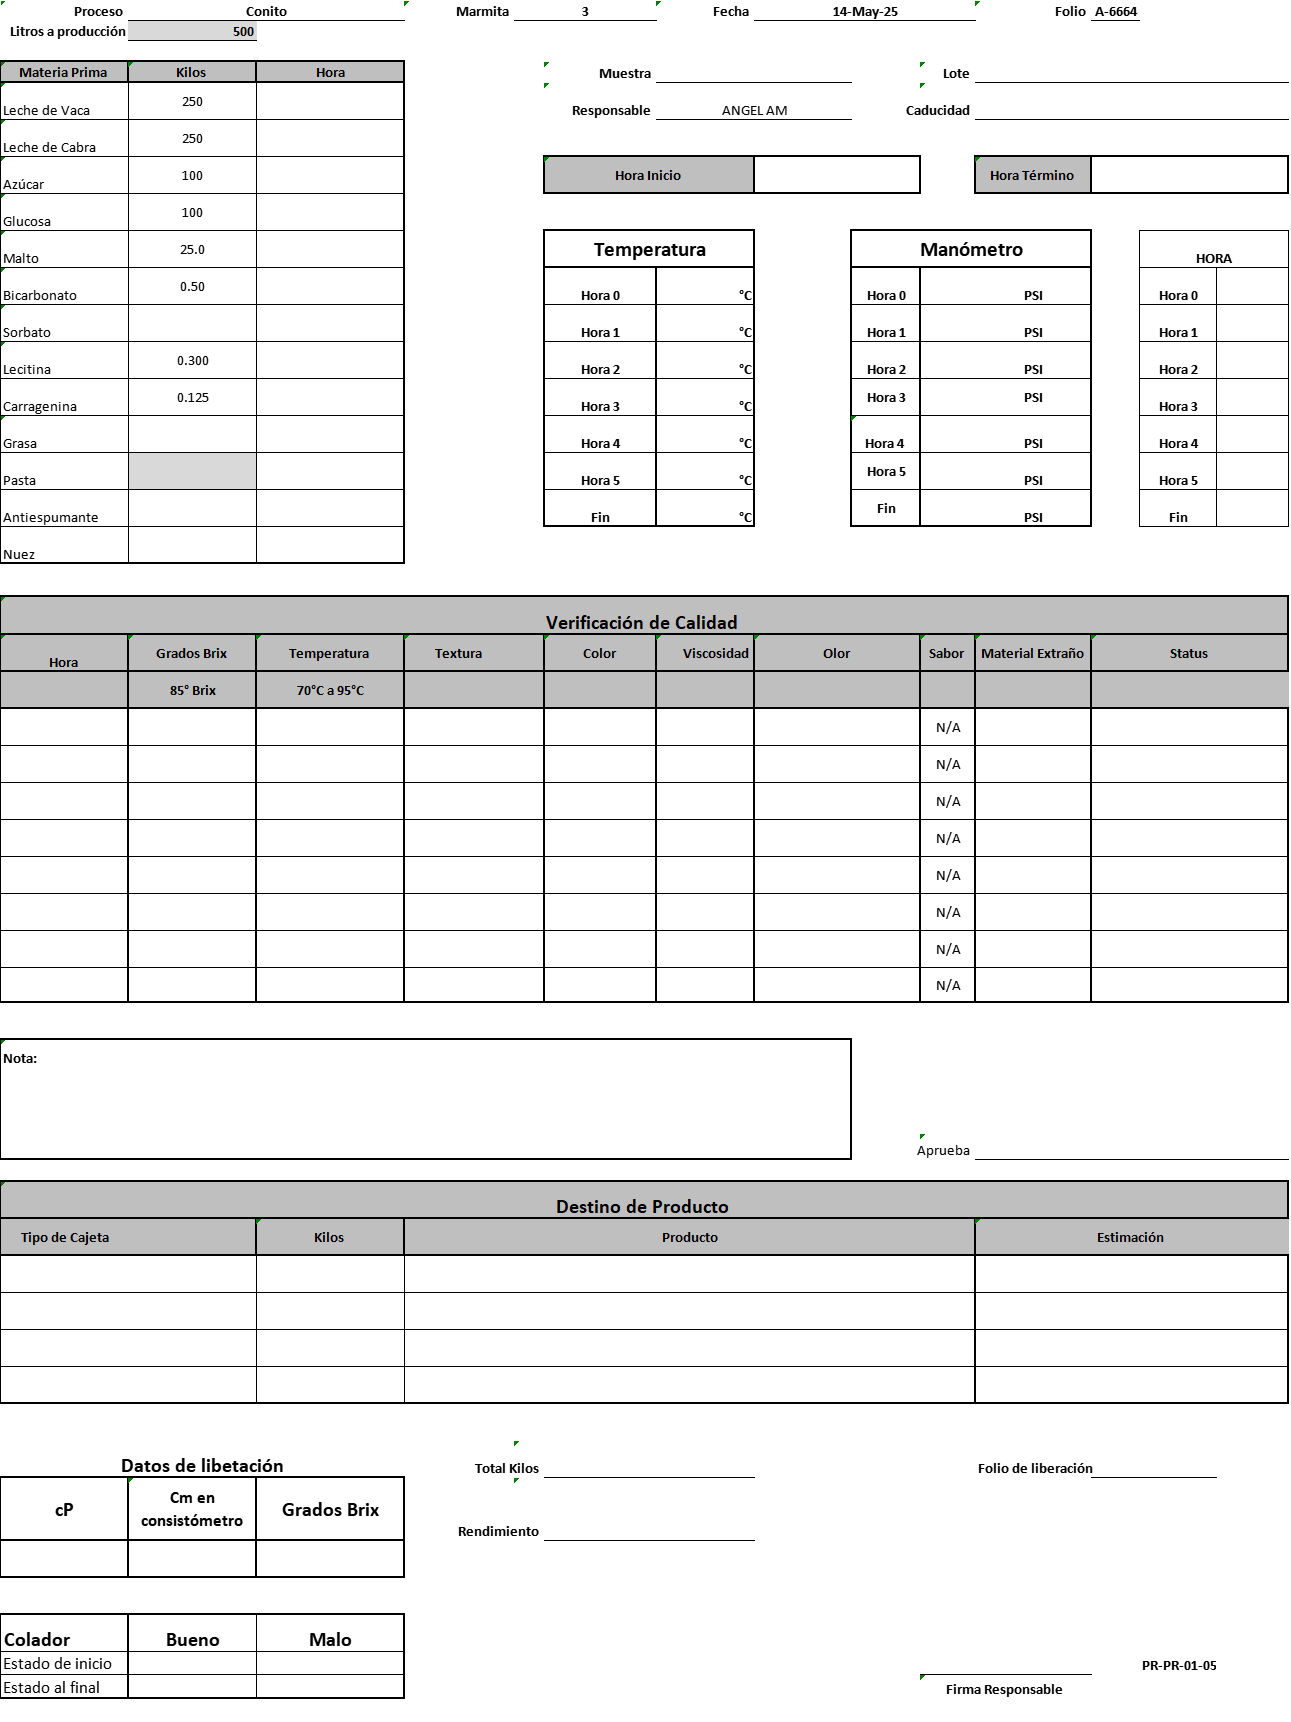 Proceso Conito Marmita 3 Fecha 14-May-25 Folio A-6664
Litros a producción 500
Materia Prima Kilos Hora
Muestra Lote
Leche de Vaca 250
Responsable ANGEL AM Caducidad
Leche de Cabra 250
Azúcar 100
Hora Inicio Hora Término
Glucosa 100
Malto 25.0
Temperatura Manómetro HORA
Bicarbonato 0.50 Hora 0 °C Hora 0 PSI Hora 0
Sorbato Hora 1 °C Hora 1 PSI Hora 1
Lecitina 0.300 Hora 2 °C Hora 2 PSI Hora 2
Carragenina 0.125 Hora 3 °C Hora 3 PSI Hora 3
Grasa Hora 4 °C Hora 4 PSI Hora 4
Pasta Hora 5 °C Hora 5 PSI Hora 5
Antiespumante Fin °C Fin PSI Fin
Nuez
Verificación de Calidad
Hora Grados Brix Temperatura Textura Color Viscosidad Olor Sabor Material Extraño Status
85° Brix 70°C a 95°C
N/A
N/A
N/A
N/A
N/A
N/A
N/A
N/A
Nota:
Aprueba
Destino de Producto
Tipo de Cajeta Kilos Producto Estimación
Datos de libetación Total Kilos Folio de liberación
cP Cm en consistómetro Grados Brix
Rendimiento
Colador Bueno Malo
Estado de inicio PR-PR-01-05
Estado al final Firma Responsable